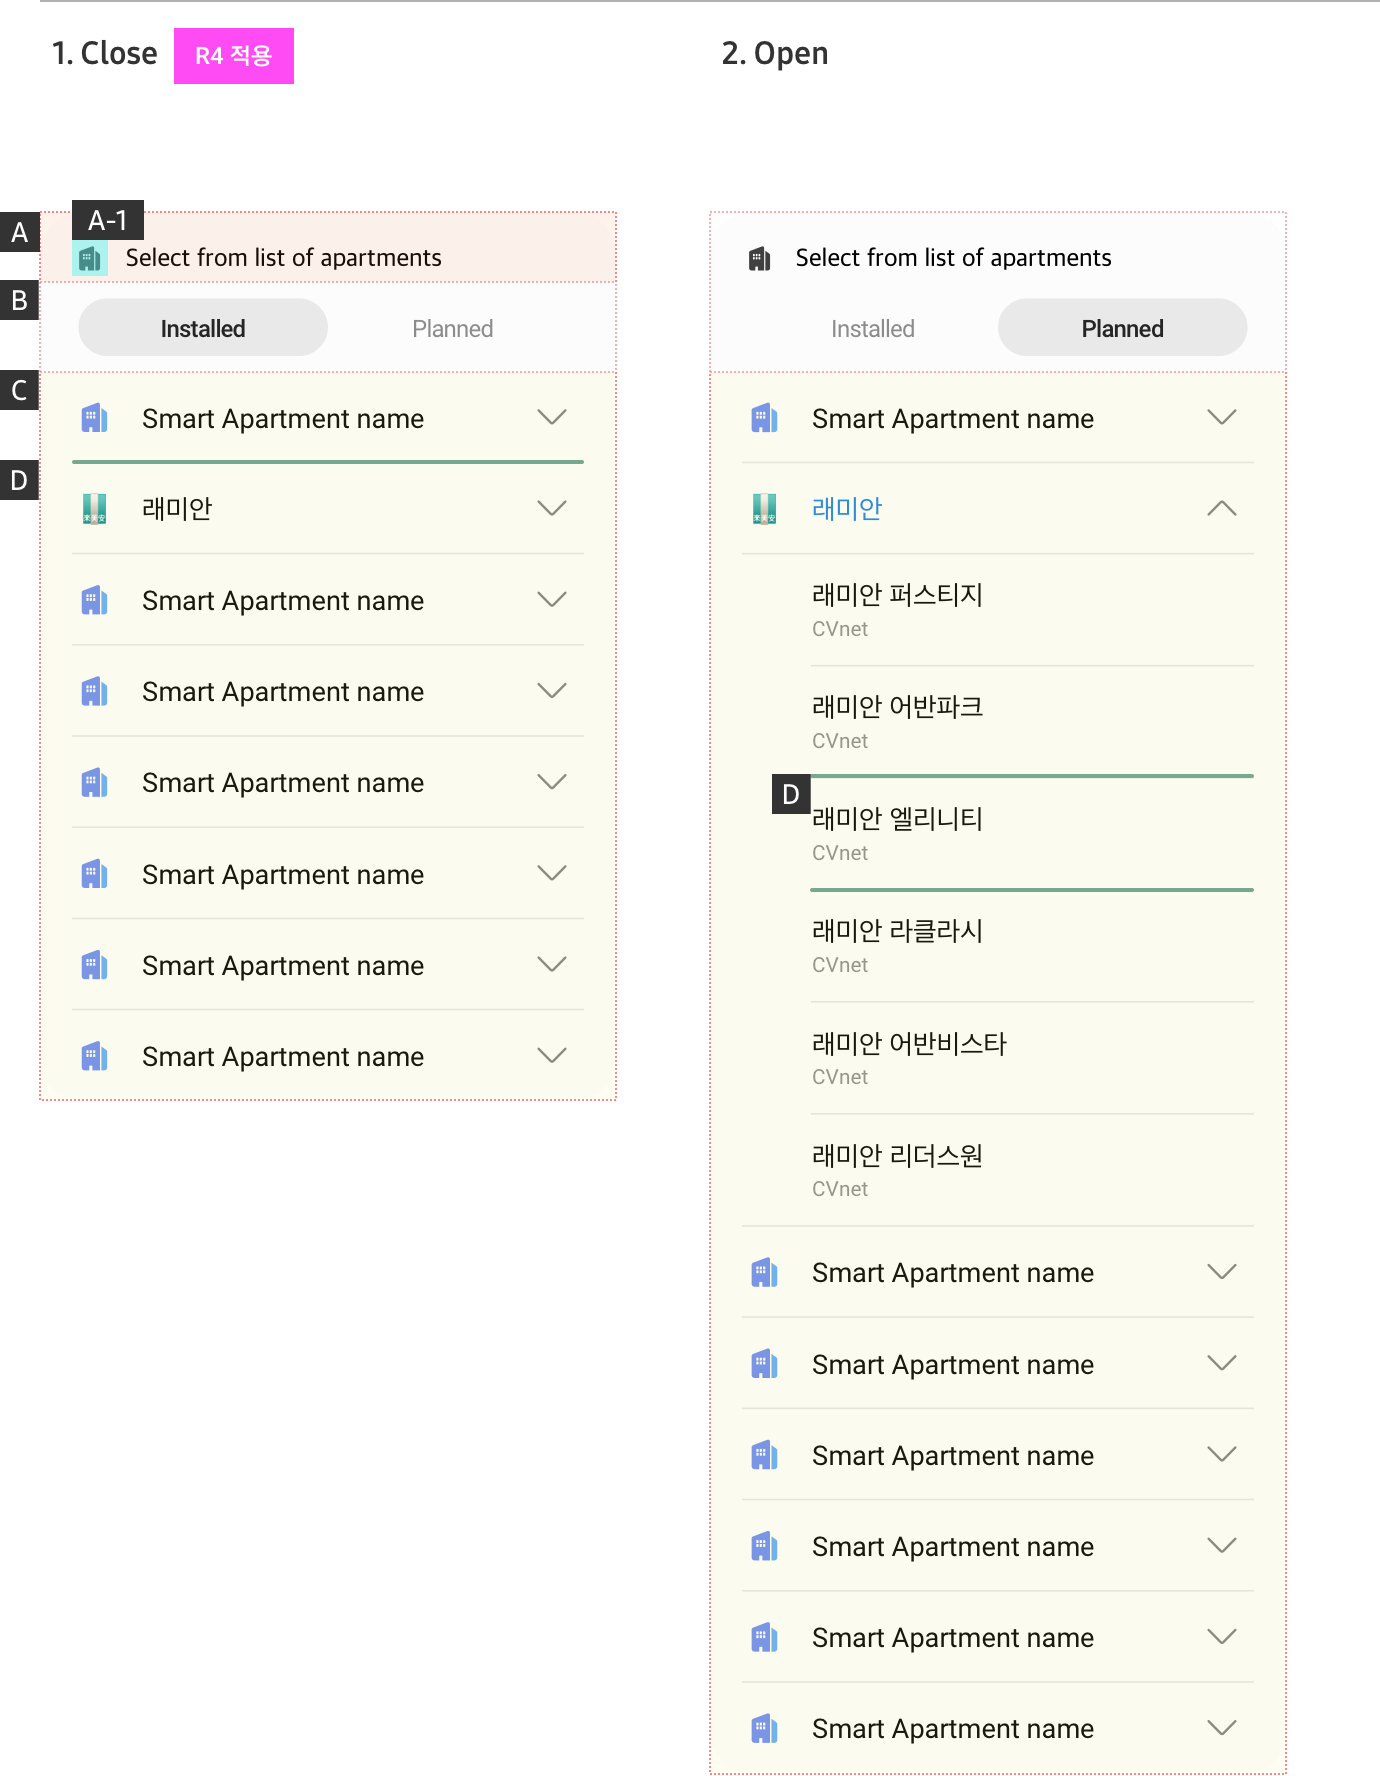 1. Close
R4 적용
A
A-1
Select from list of apartments
B
Installed
Planned
C
Smart Apartment name
D
래미안
Smart Apartment name
Smart Apartment name
Smart Apartment name
Smart Apartment name
Smart Apartment name
Smart Apartment name
2. Open
Select from list of apartments
Installed
Planned
Smart Apartment name
래미안
래미안 퍼스티지
CVnet
래미안 어반파크
CVnet
D
래미안 엘리니티
CVnet
래미안 라클라시
CVnet
래미안 어반비스타
CVnet
래미안 리더스원
CVnet
Smart Apartment name
Smart Apartment name
Smart Apartment name
Smart Apartment name
Smart Apartment name
Smart Apartment name